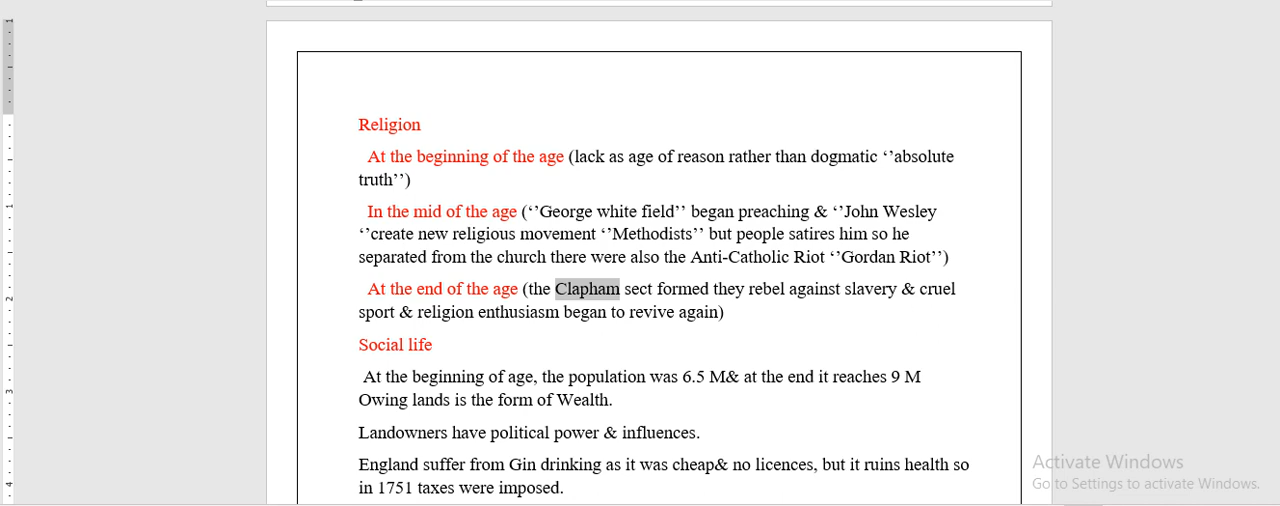 Religion
At the beginning of the age (lack as age of reason rather than dogmatic ‘’absolute
truth’’)
In the mid of the age (‘’George white field’’ began preaching & ‘’John Wesley
‘’create new religious movement ‘’Methodists’’ but people satires him so he
separated from the church there were also the Anti-Catholic Riot ‘’Gordan Riot’’)
At the end of the age (the Clapham sect formed they rebel against slavery & cruel
sport & religion enthusiasm began to revive again)
Social life
At the beginning of age, the population was 6.5 M& at the end it reaches 9 M
Owing lands is the form of Wealth.
Landowners have political power & influences.
England suffer from Gin drinking as it was cheap& no licences, but it ruins health so
in 1751 taxes were imposed.
Activate Windows
Go to Settings to activate Windows.
1
1
2
3
4